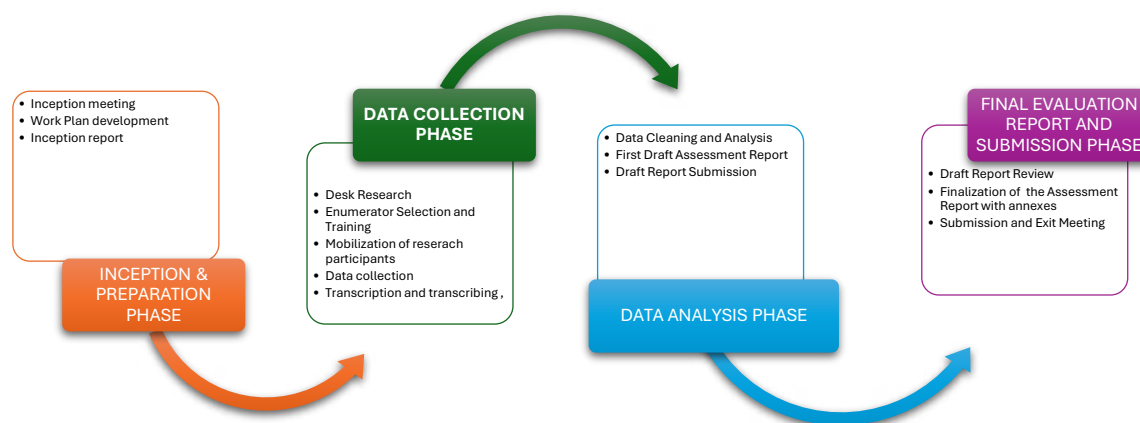 • Inception meeting
• Work Plan development
• Inception report
INCEPTION &
PREPARATION
PHASE
DATA COLLECTION
PHASE
• Desk Research
• Enumerator Selection and
Training
• Mobilization of reserach
participants
• Data collection
• Transcription and transcribing ,
• Data Cleaning and Analysis
• First Draft Assessment Report
• Draft Report Submission
DATA ANALYSIS PHASE
FINAL EVALUATION
REPORT AND
SUBMISSION PHASE
• Draft Report Review
• Finalization of the Assessment
Report with annexes
• Submission and Exit Meeting